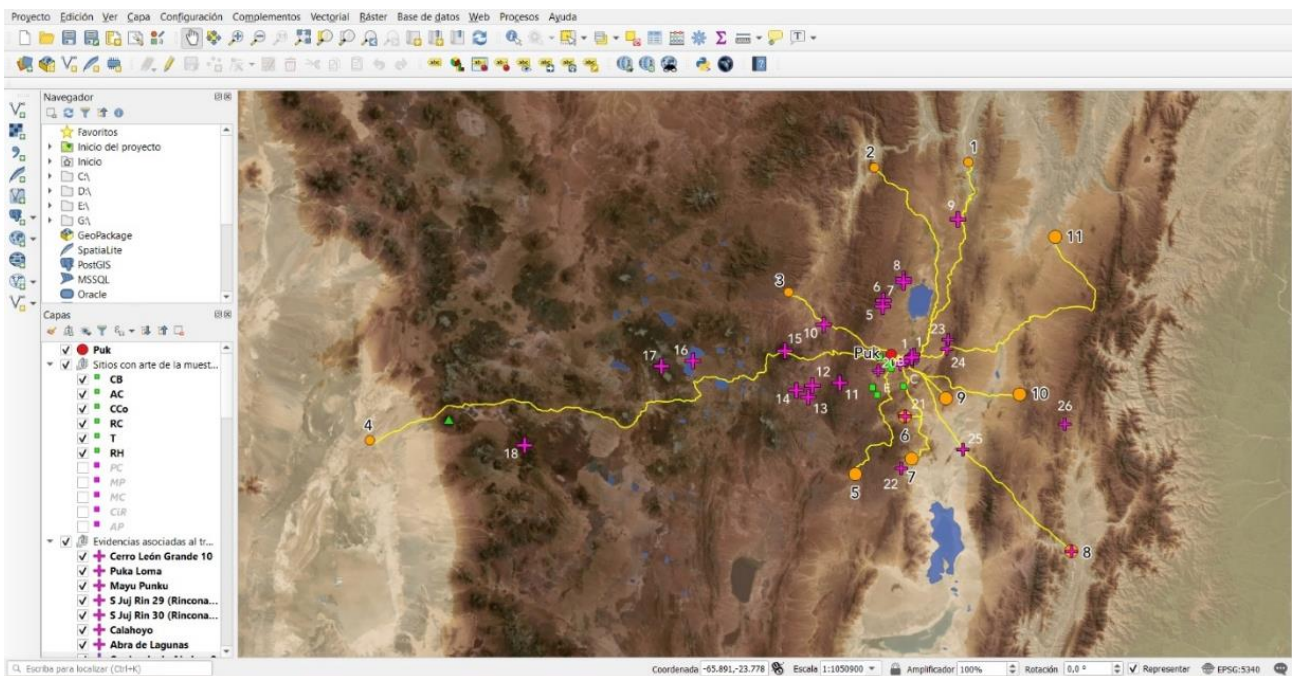 Proyecto Edición Ver Capa Configuración Complementos Vectorial Ráster Base de datos Web Procesos Ayuda
Navegador
Favoritos
Inicio del proyecto
Inicio
C:\
D:\
E:\
G:\
GeoPackage
SpatiaLite
PostGIS
MSSQL
Oracle
Capas
Puk
Sitios con arte de la muest...
CB
AC
CCo
RC
T
RH
PC
MP
MC
CiR
AP
Evidencias asociadas al tr...
Cerro León Grande 10
Puka Loma
Mayu Punku
S Juj Rin 29 (Rincona...
S Juj Rin 30 (Rincona...
Calahoyo
Abra de Lagunas
2
1
9
11
8
3
6
7
5
10
23
15
Puk
1
1
24
17
16
20
12
11
C
E
9
10
14
13
21
26
4
6
18
25
22
7
5
8
Escriba para localizar (Ctrl+K)
Coordenada -65.891,-23.778 Escala 1:1050900 Amplificador 100% Rotación 0,0 ° Representar EPSG:5340